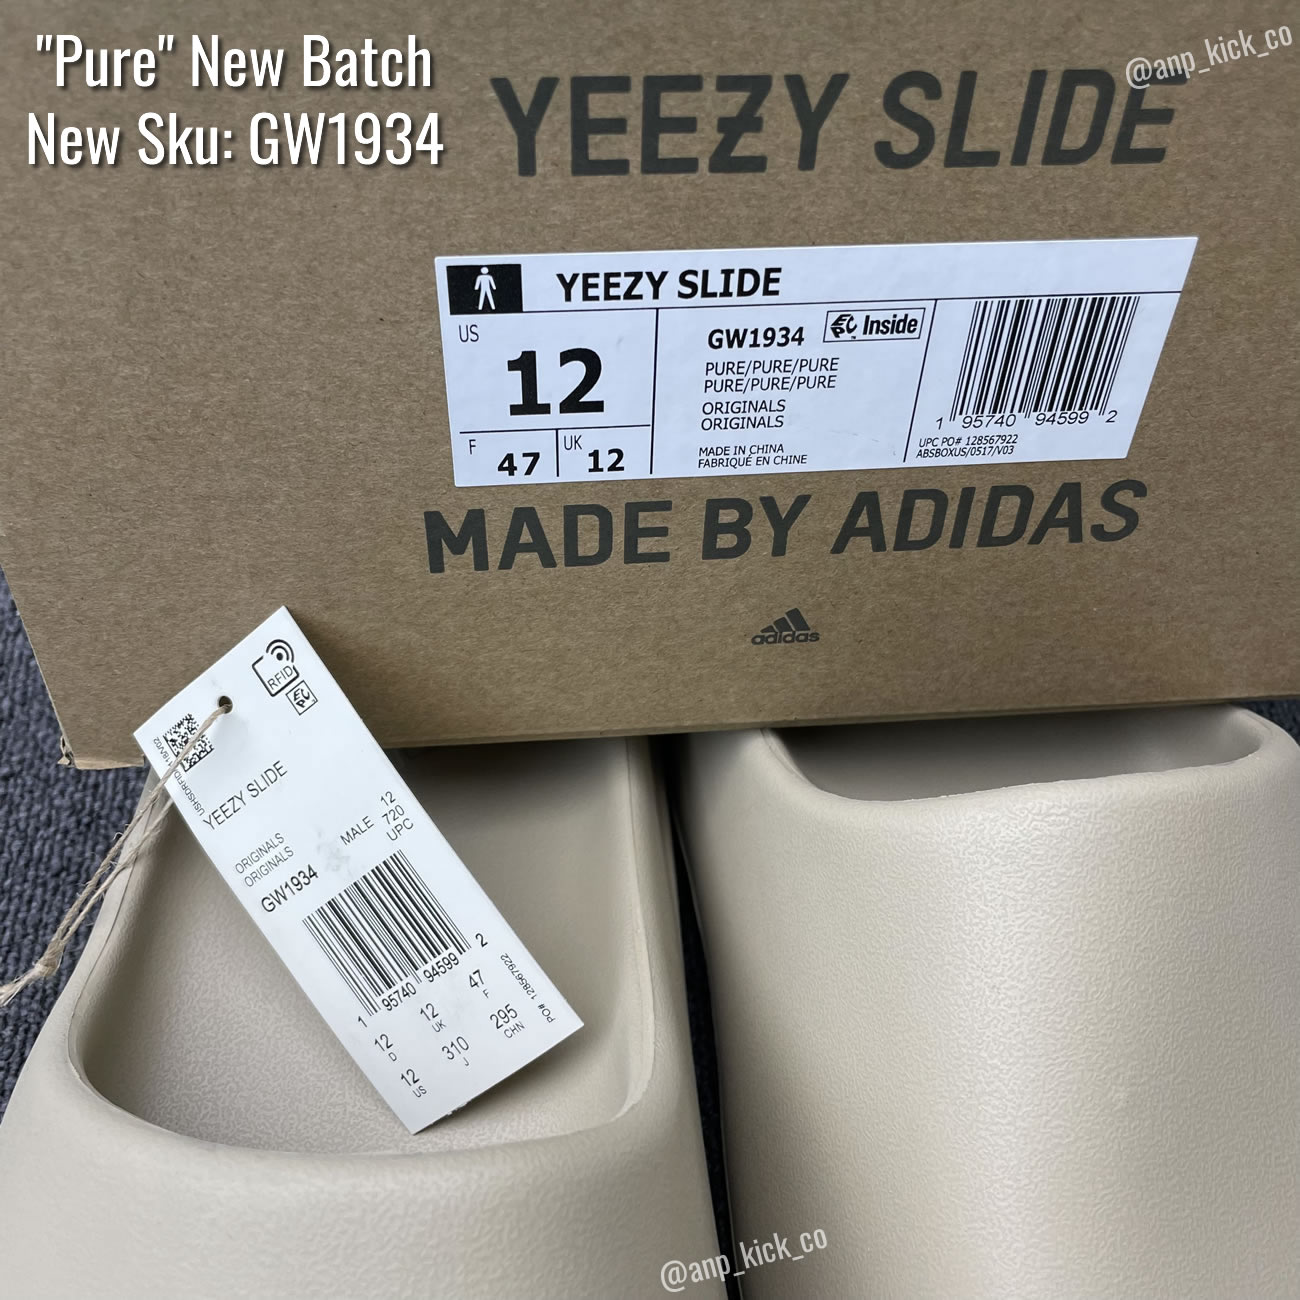 "Pure" New Batch
New Sku: GW1934
@anp_kick_co
YEEZY SLIDE
YEEZY SLIDE
US
12
F
47
UK
12
GW1934
EPC Inside
PURE/PURE/PURE
PURE/PURE/PURE
ORIGINALS
ORIGINALS
MADE IN CHINA
FABRIQUÉ EN CHINE
1 95740 94599 2
UPC PO# 128567922
ABSBOXUS/0517/V03
MADE BY ADIDAS
adidas
RFID
EPC
YEEZY SLIDE
ORIGINALS
ORIGINALS
GW1934
MALE
12
720
UPC
1 95740 94599 2
12
D
12
UK
47
F
12
US
310
J
295
CHN
PO# 128567922
@anp_kick_co